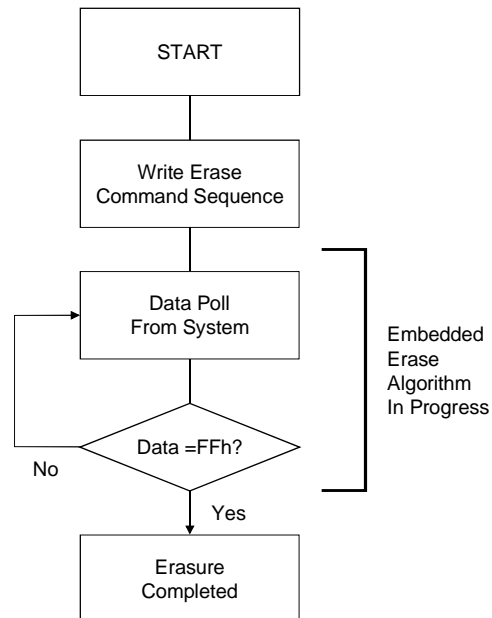 START
Write Erase
Command Sequence
Data Poll
From System
Embedded
Erase
Algorithm
In Progress
Data =FFh?
No
Yes
Erasure
Completed